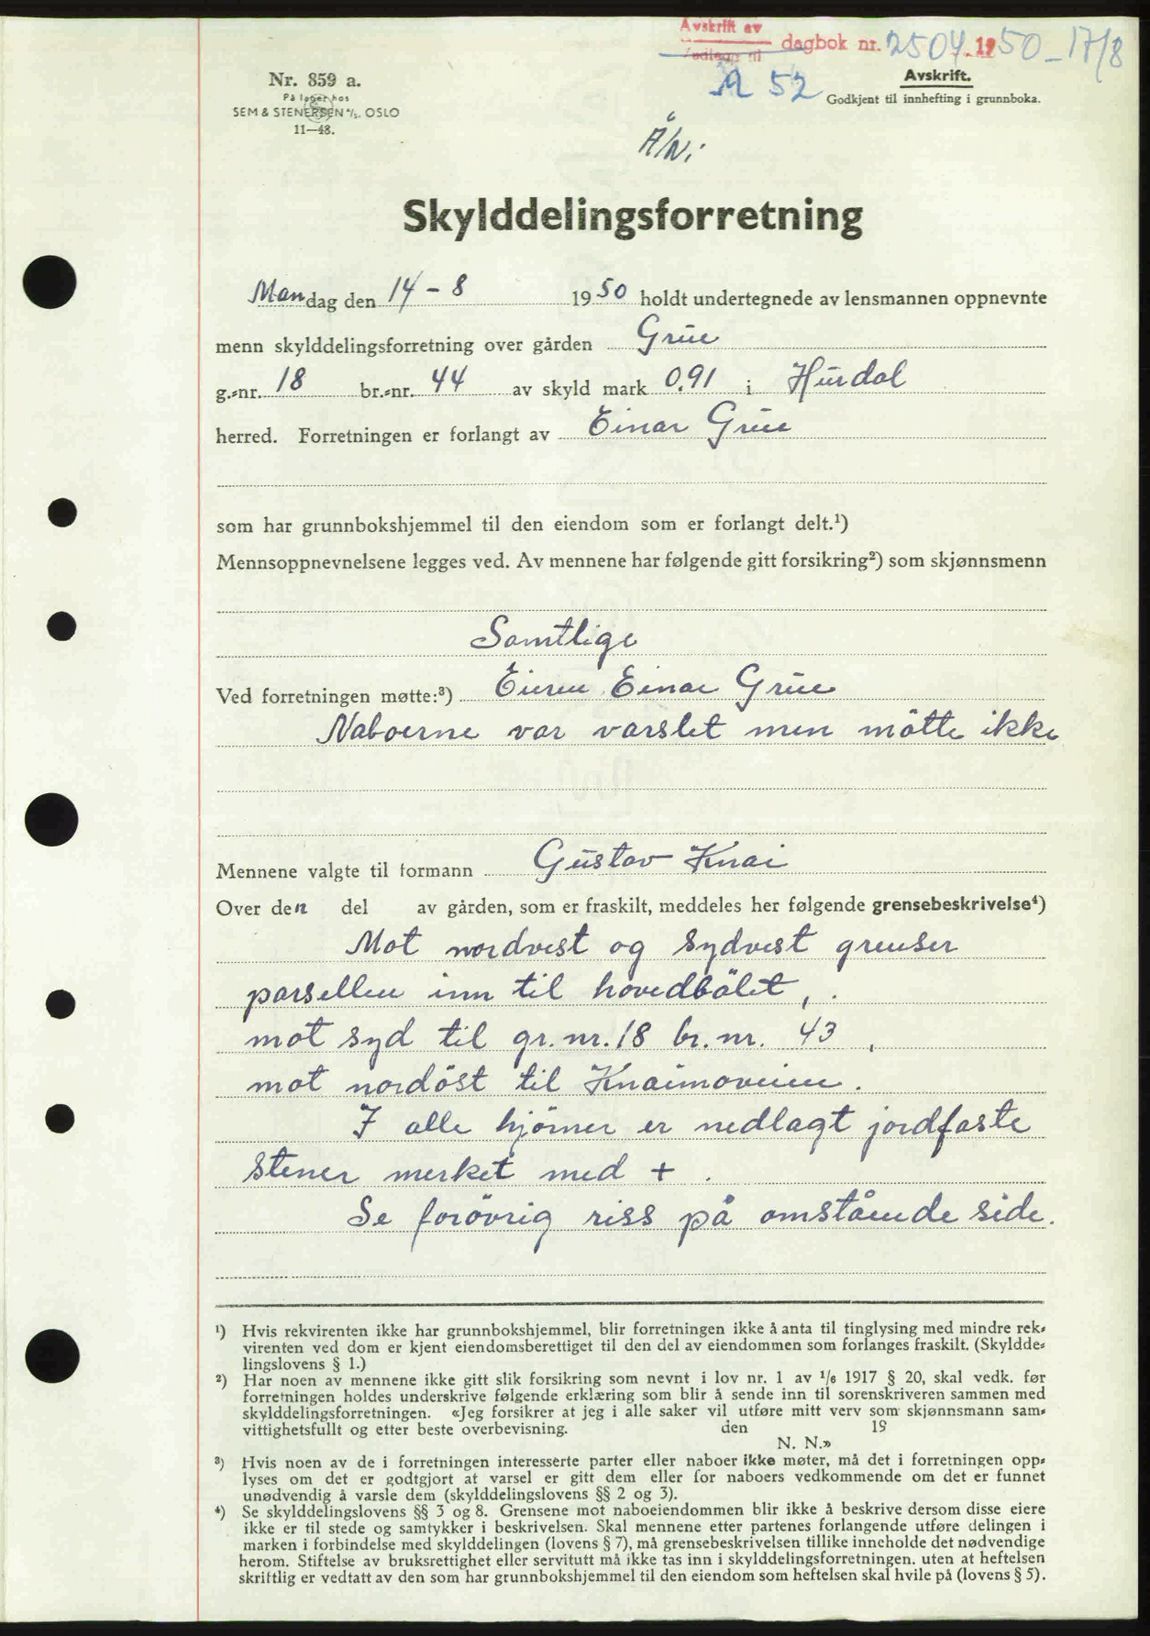 Avskrift av
Vedlegg til dagbok nr. 2504 1950-17/8
Nr. 859 a.
På lager hos
SEM & STENERSEN A/S. OSLO
11—48.
Avskrift.
Godkjent til innhefting i grunnboka.
52
Skylddelingsforretning
Mandag den 14-8 1950 holdt undertegnede av lensmannen oppnevnte
menn skylddelingsforretning over gården Grue
g.-nr. 18 br.-nr. 44 av skyld mark 0,91 i Hurdal
herred. Forretningen er forlangt av Einar Grue
som har grunnbokshjemmel til den eiendom som er forlangt delt.¹)
Mennsoppnevnelsene legges ved. Av mennene har følgende gitt forsikring²) som skjønnsmenn
Samtlige
Ved forretningen møtte:³) Eieren Einar Grue
Naboerne var varslet men mötte ikke
Mennene valgte til formann Gustav Knai
Over den del av gården, som er fraskilt, meddeles her følgende grensebeskrivelse⁴)
Mot nordvest og sydvest grenser
parsellen inn til hovedbölet,
mot syd til gr.nr. 18 br.nr. 43,
mot nordöst til Knaimoveien.
I alle hjörner er nedlagt jordfaste
stener merket med +.
Se forövrig riss på omstående side.
¹) Hvis rekvirenten ikke har grunnbokshjemmel, blir forretningen ikke å anta til tinglysing med mindre rek-
virenten ved dom er kjent eiendomsberettiget til den del av eiendommen som forlanges fraskilt. (Skyldde-
lingslovens § 1.)
²) Har noen av mennene ikke gitt slik forsikring som nevnt i lov nr. 1 av 1/6 1917 § 20, skal vedk. før
forretningen holdes underskrive følgende erklæring som blir å sende inn til sorenskriveren sammen med
skylddelingsforretningen. «Jeg forsikrer at jeg i alle saker vil utføre mitt verv som skjønnsmann sam-
vittighetsfullt og etter beste overbevisning. den 19
N. N.»
³) Hvis noen av de i forretningen interesserte parter eller naboer ikke møter, må det i forretningen opp-
lyses om det er godtgjort at varsel er gitt dem eller for naboers vedkommende om det er funnet
unødvendig å varsle dem (skylddelingslovens §§ 2 og 3).
⁴) Se skylddelingslovens §§ 3 og 8. Grensene mot naboeiendommen blir ikke å beskrive dersom disse eiere
ikke er til stede og samtykker i beskrivelsen. Skal mennene etter partenes forlangende utføre delingen i
marken i forbindelse med skylddelingen (lovens § 7), må grensebeskrivelsen tillike inneholde det nødvendige
herom. Stiftelse av bruksrettighet eller servitutt må ikke tas inn i skylddelingsforretningen, uten at heftelsen
skriftlig er vedtatt av den som har grunnbokshjemmel til den eiendom som heftelsen skal hvile på (lovens § 5).